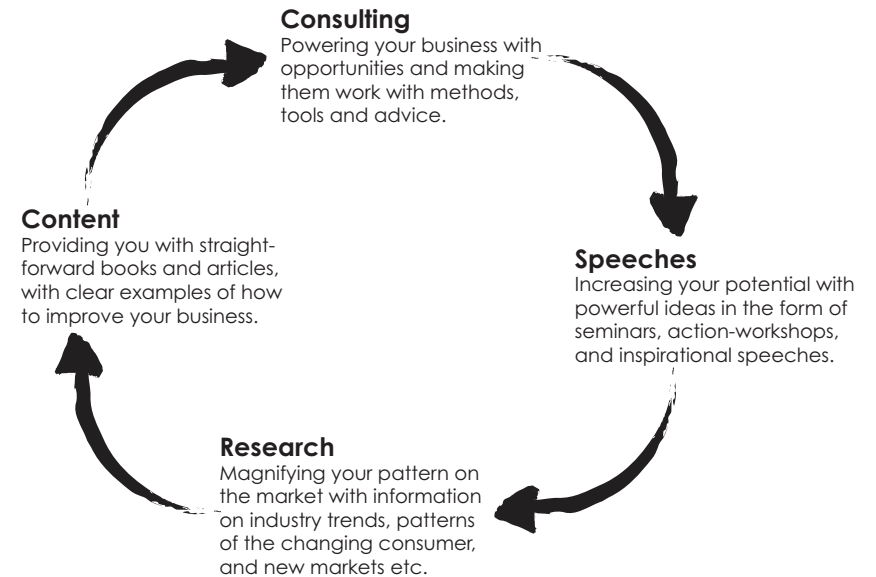 Consulting
Powering your business with
opportunities and making
them work with methods,
tools and advice.
Content
Providing you with straight-
forward books and articles,
with clear examples of how
to improve your business.
Speeches
Increasing your potential with
powerful ideas in the form of
seminars, action-workshops,
and inspirational speeches.
Research
Magnifying your pattern on
the market with information
on industry trends, patterns
of the changing consumer,
and new markets etc.